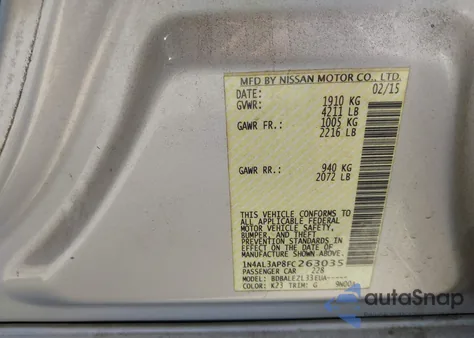 MFD BY NISSAN MOTOR CO., LTD.
DATE: 02/15
GVWR: 1910 KG
4211 LB
GAWR FR.: 1005 KG
2216 LB
GAWR RR.: 940 KG
2072 LB
THIS VEHICLE CONFORMS TO ALL
APPLICABLE FEDERAL
MOTOR VEHICLE SAFETY,
BUMPER, AND THEFT
PREVENTION STANDARDS
IN EFFECT ON THE DATE OF
MANUFACTURE SHOWN ABOVE.
1N4AL3AP8FC263035
PASSENGER CAR 228
MODEL: BDBALEZL33EUA-----
COLOR: K23 TRIM: G
autoSnap